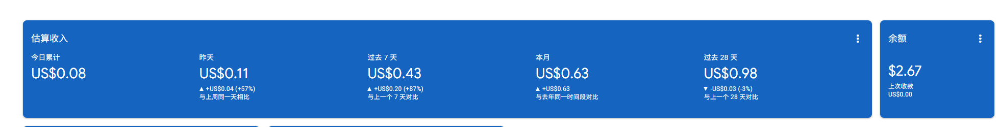 估算收入
今日累计
US$0.08
昨天
US$0.11
▲ +US$0.04 (+57%)
与上周同一天相比
过去 7 天
US$0.43
▲ +US$0.20 (+87%)
与上一个 7 天对比
本月
US$0.63
▲ +US$0.63
与去年同一时间段对比
过去 28 天
US$0.98
▼ -US$0.03 (-3%)
与上一个 28 天对比
余额
$2.67
上次收款
US$0.00